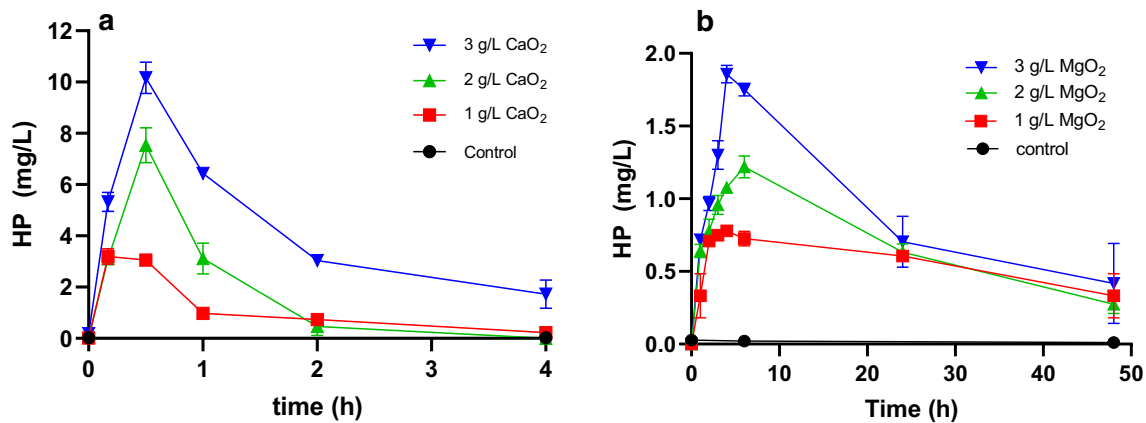 a
HP (mg/L)
12
10
8
6
4
2
0
0 1 2 3 4
time (h)
3 g/L CaO₂
2 g/L CaO₂
1 g/L CaO₂
Control
b
HP (mg/L)
2.0
1.5
1.0
0.5
0.0
0 10 20 30 40 50
Time (h)
3 g/L MgO₂
2 g/L MgO₂
1 g/L MgO₂
control